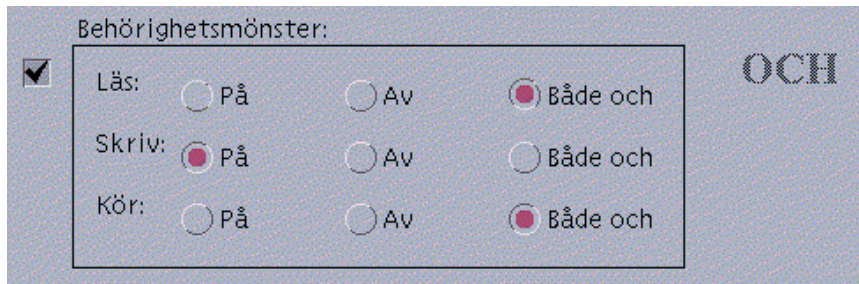 Behörighetsmönster:
Läs: På Av Både och
OCH
Skriv: På Av Både och
Kör: På Av Både och